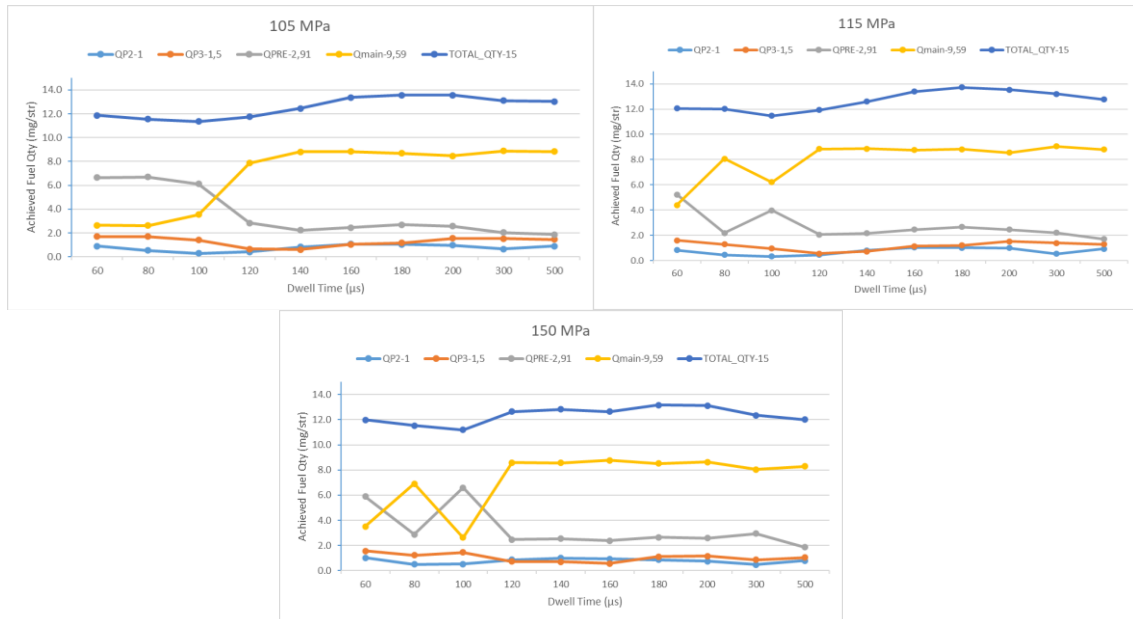 105 MPa
QP2-1 QP3-1,5 QPRE-2,91 Qmain-9,59 TOTAL_QTY-15
Achieved Fuel Qty (mg/str)
14.0
12.0
10.0
8.0
6.0
4.0
2.0
0.0
60 80 100 120 140 160 180 200 300 500
Dwell Time (µs)
115 MPa
QP2-1 QP3-1,5 QPRE-2,91 Qmain-9,59 TOTAL_QTY-15
Achieved Fuel Qty (mg/str)
14.0
12.0
10.0
8.0
6.0
4.0
2.0
0.0
60 80 100 120 140 160 180 200 300 500
Dwell Time (µs)
150 MPa
QP2-1 QP3-1,5 QPRE-2,91 Qmain-9,59 TOTAL_QTY-15
Achieved Fuel Qty (mg/str)
14.0
12.0
10.0
8.0
6.0
4.0
2.0
0.0
60 80 100 120 140 160 180 200 300 500
Dwell Time (µs)